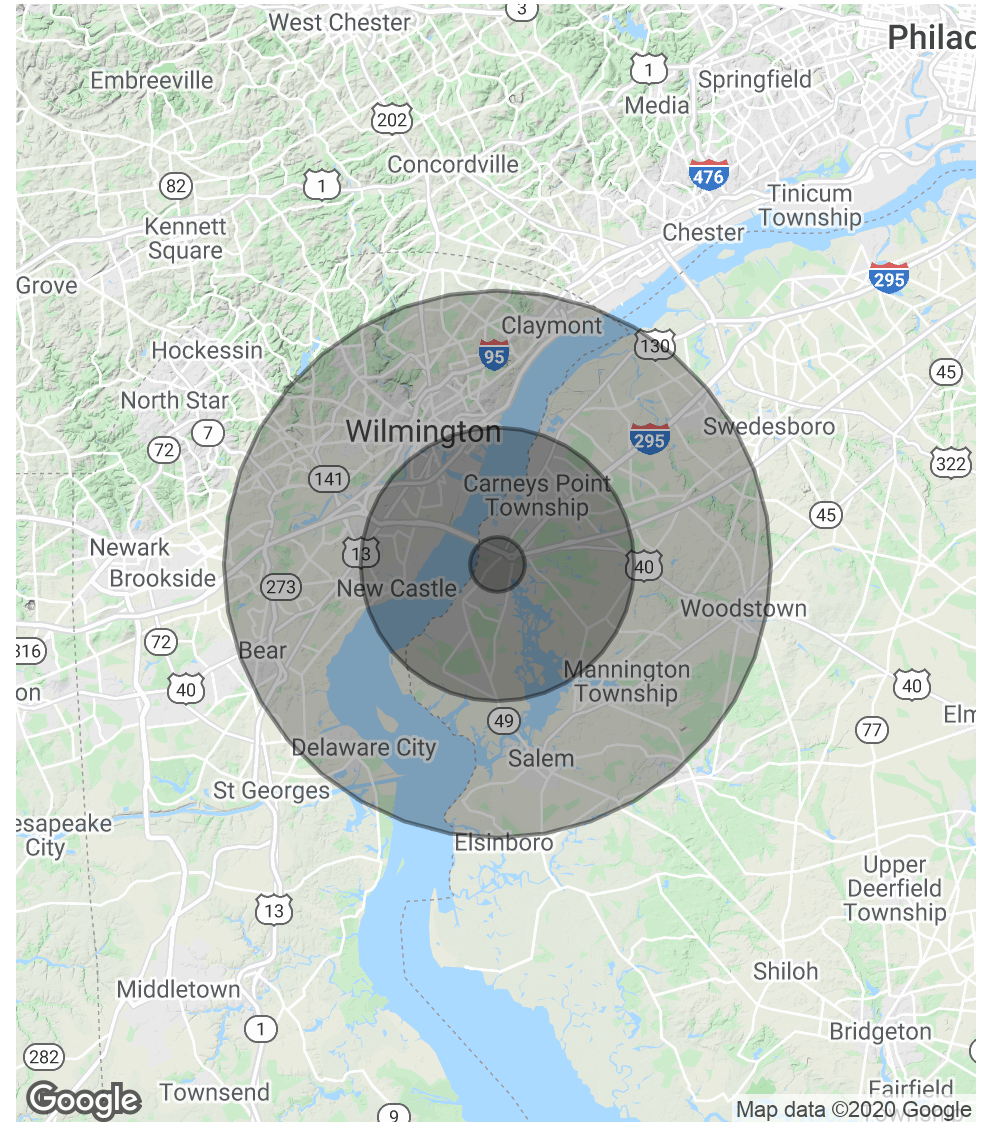 3
West Chester
Philad
Embreeville
1
Springfield
Media
202
Concordville
476
82
1
Tinicum
Township
Kennett
Square
Chester
Grove
295
Claymont
Hockessin
95
130
45
North Star
7
Wilmington
Swedesboro
72
295
322
141
Carneys Point
Township
45
Newark
13
40
Brookside
273
New Castle
Woodstown
316
72
Bear
40
Mannington
Township
40
on
49
Elm
77
Delaware City
Salem
St Georges
esapeake
City
Elsinboro
Upper
Deerfield
Township
13
Shiloh
Middletown
1
Bridgeton
282
Townsend
Fairfield
Township
Google
9
Map data ©2020 Google